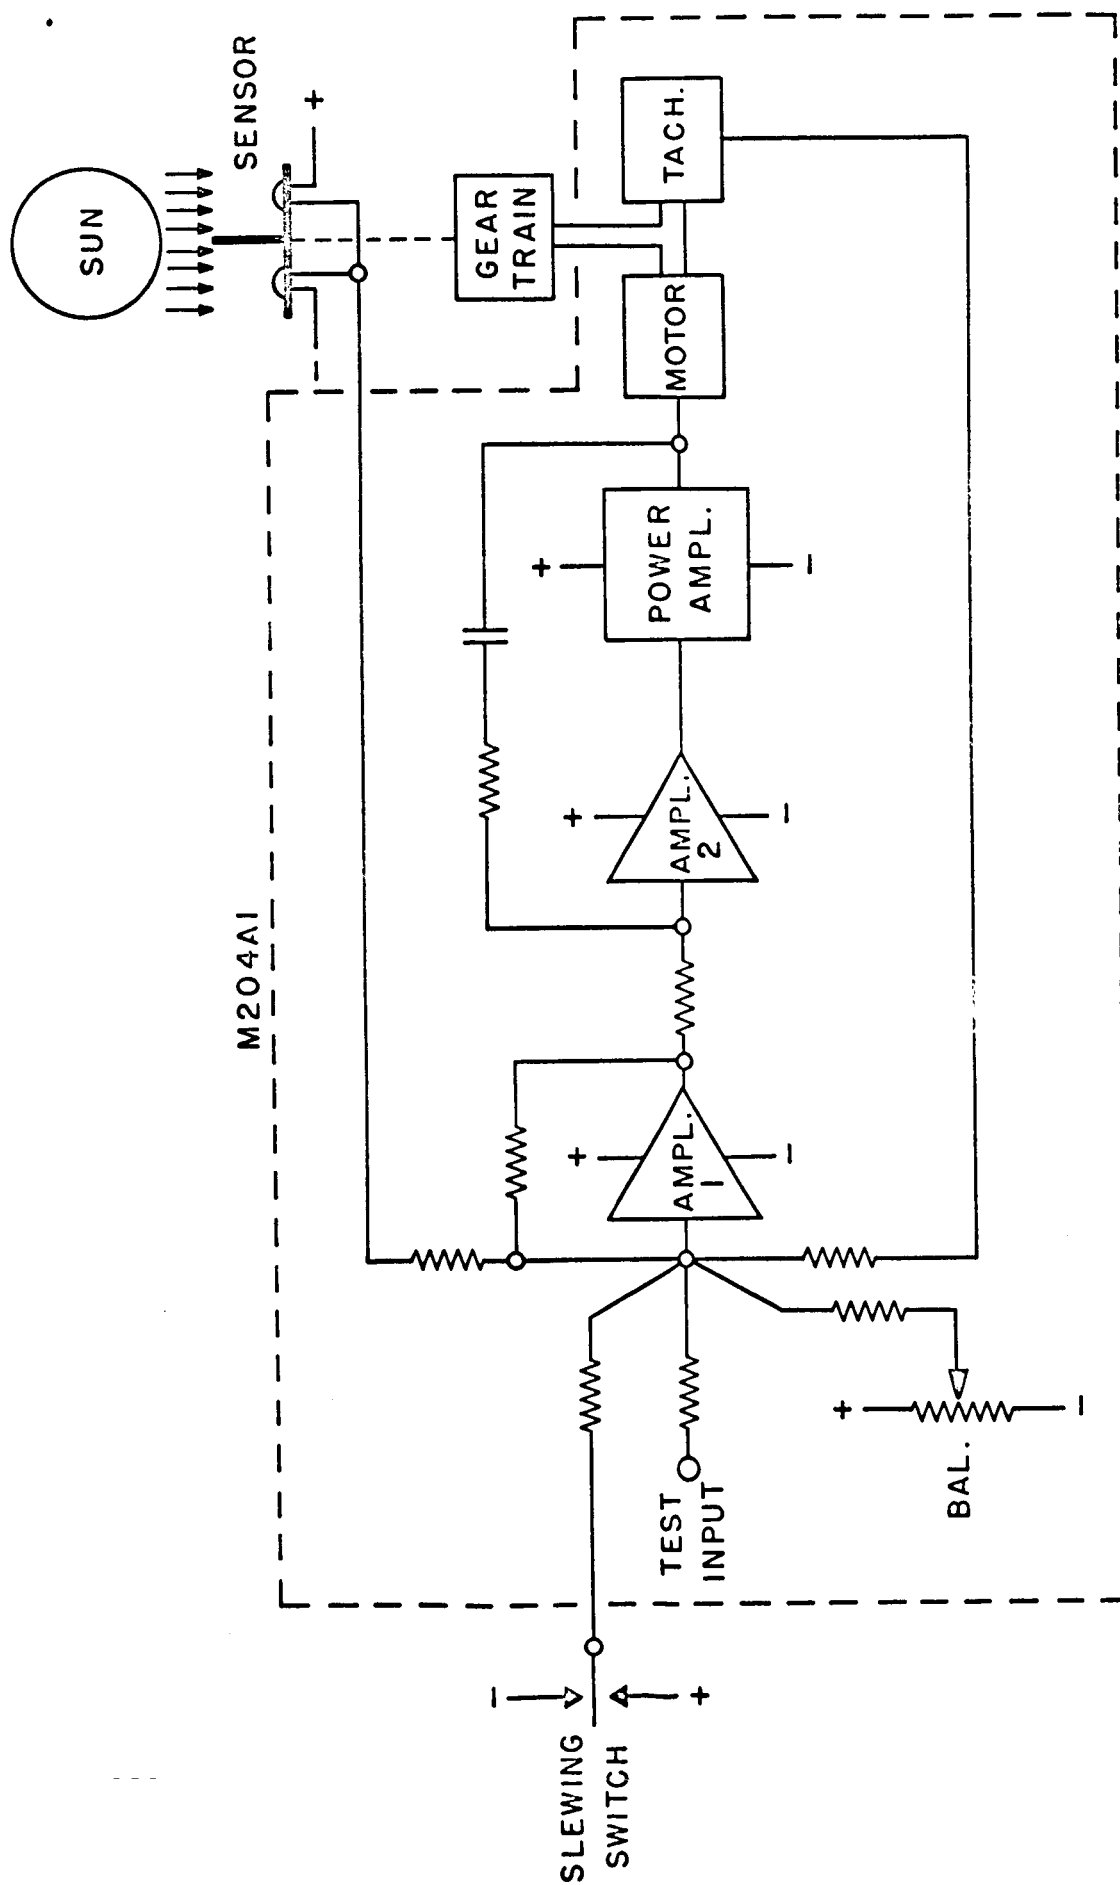 SUN
SENSOR
+
GEAR
TRAIN
TACH.
MOTOR
M204A1
+
POWER
AMPL.
-
+
AMPL.
2
-
+
AMPL.
1
-
-
SLEWING
SWITCH
+
TEST
INPUT
+
BAL.
-